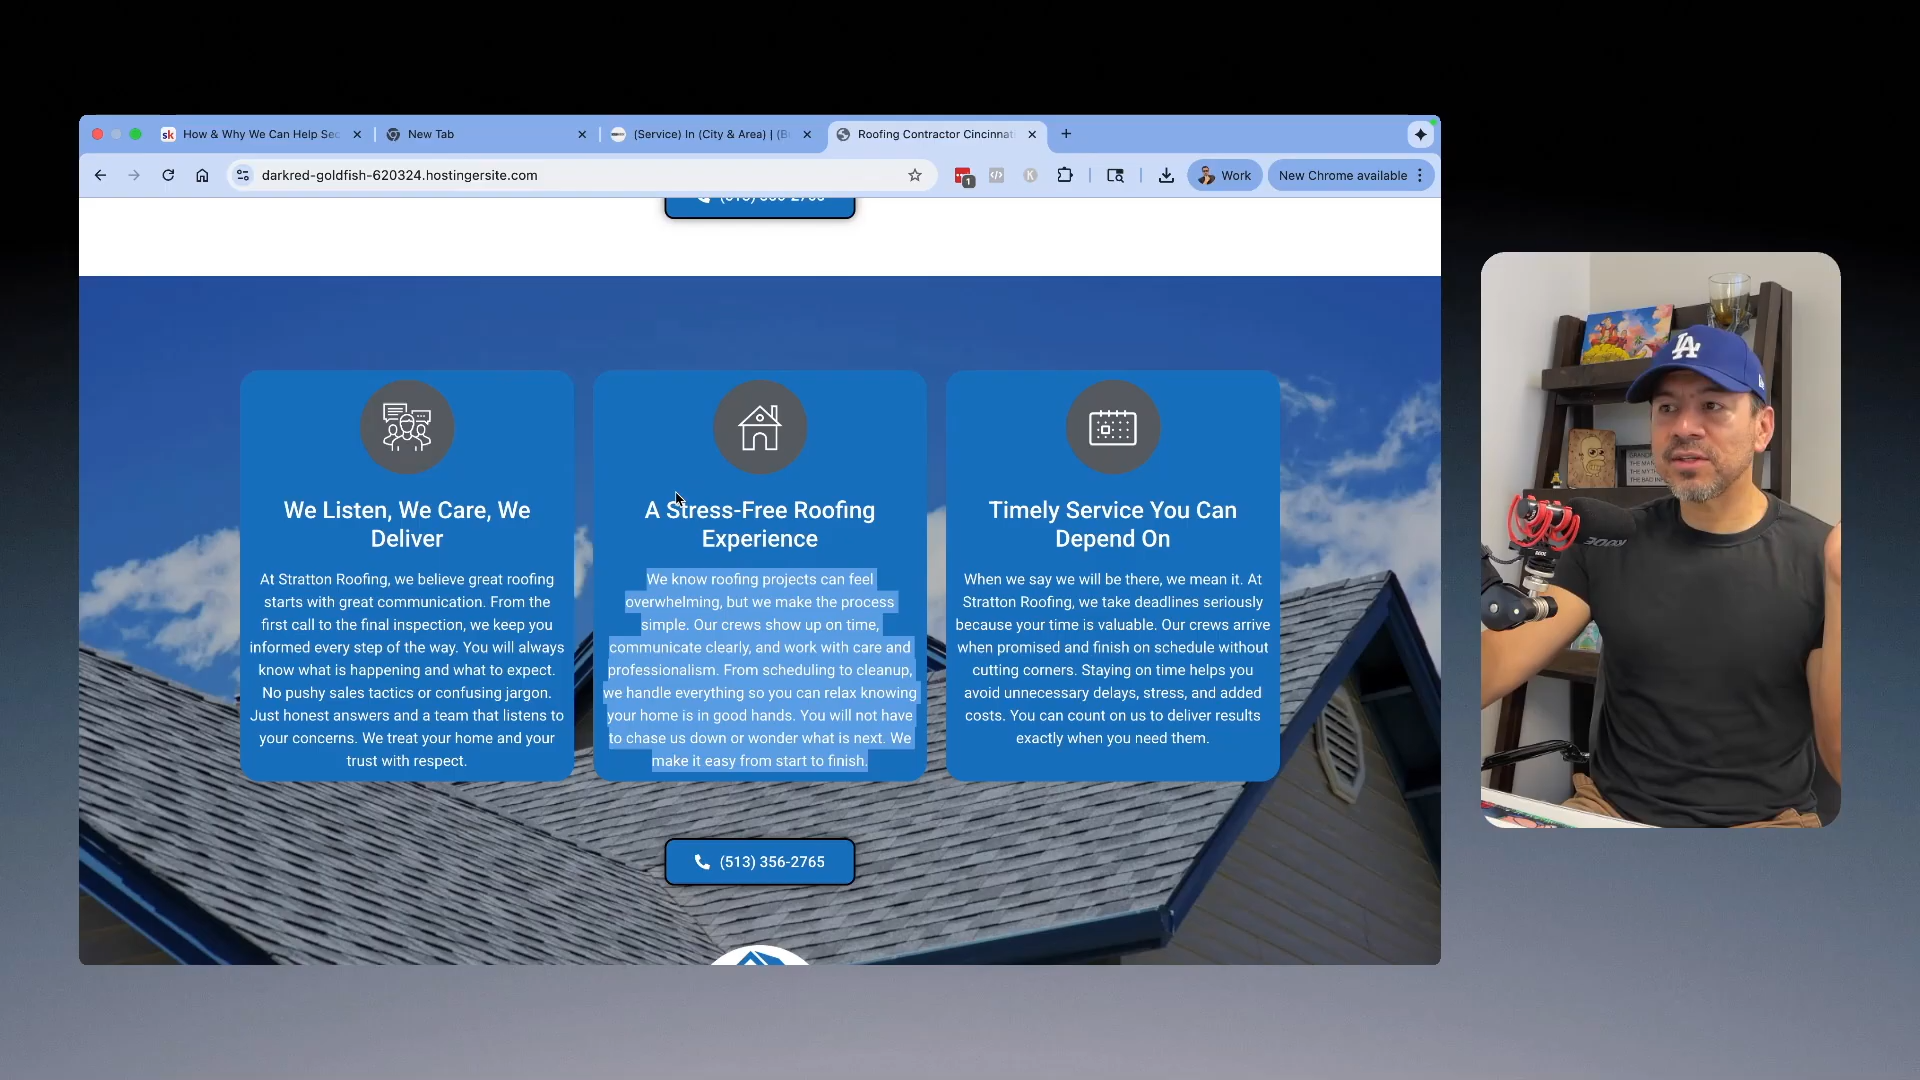 How & Why We Can Help Sec
New Tab
(Service) In (City & Area) | (B
Roofing Contractor Cincinnat
darkred-goldfish-620324.hostingersite.com
1
Work
New Chrome available
We Listen, We Care, We
Deliver
At Stratton Roofing, we believe great roofing
starts with great communication. From the
first call to the final inspection, we keep you
informed every step of the way. You will always
know what is happening and what to expect.
No pushy sales tactics or confusing jargon.
Just honest answers and a team that listens to
your concerns. We treat your home and your
trust with respect.
A Stress-Free Roofing
Experience
We know roofing projects can feel
overwhelming, but we make the process
simple. Our crews show up on time,
communicate clearly, and work with care and
professionalism. From scheduling to cleanup,
we handle everything so you can relax knowing
your home is in good hands. You will not have
to chase us down or wonder what is next. We
make it easy from start to finish.
Timely Service You Can
Depend On
When we say we will be there, we mean it. At
Stratton Roofing, we take deadlines seriously
because your time is valuable. Our crews arrive
when promised and finish on schedule without
cutting corners. Staying on time helps you
avoid unnecessary delays, stress, and added
costs. You can count on us to deliver results
exactly when you need them.
(513) 356-2765
sk
K
LA
RODE